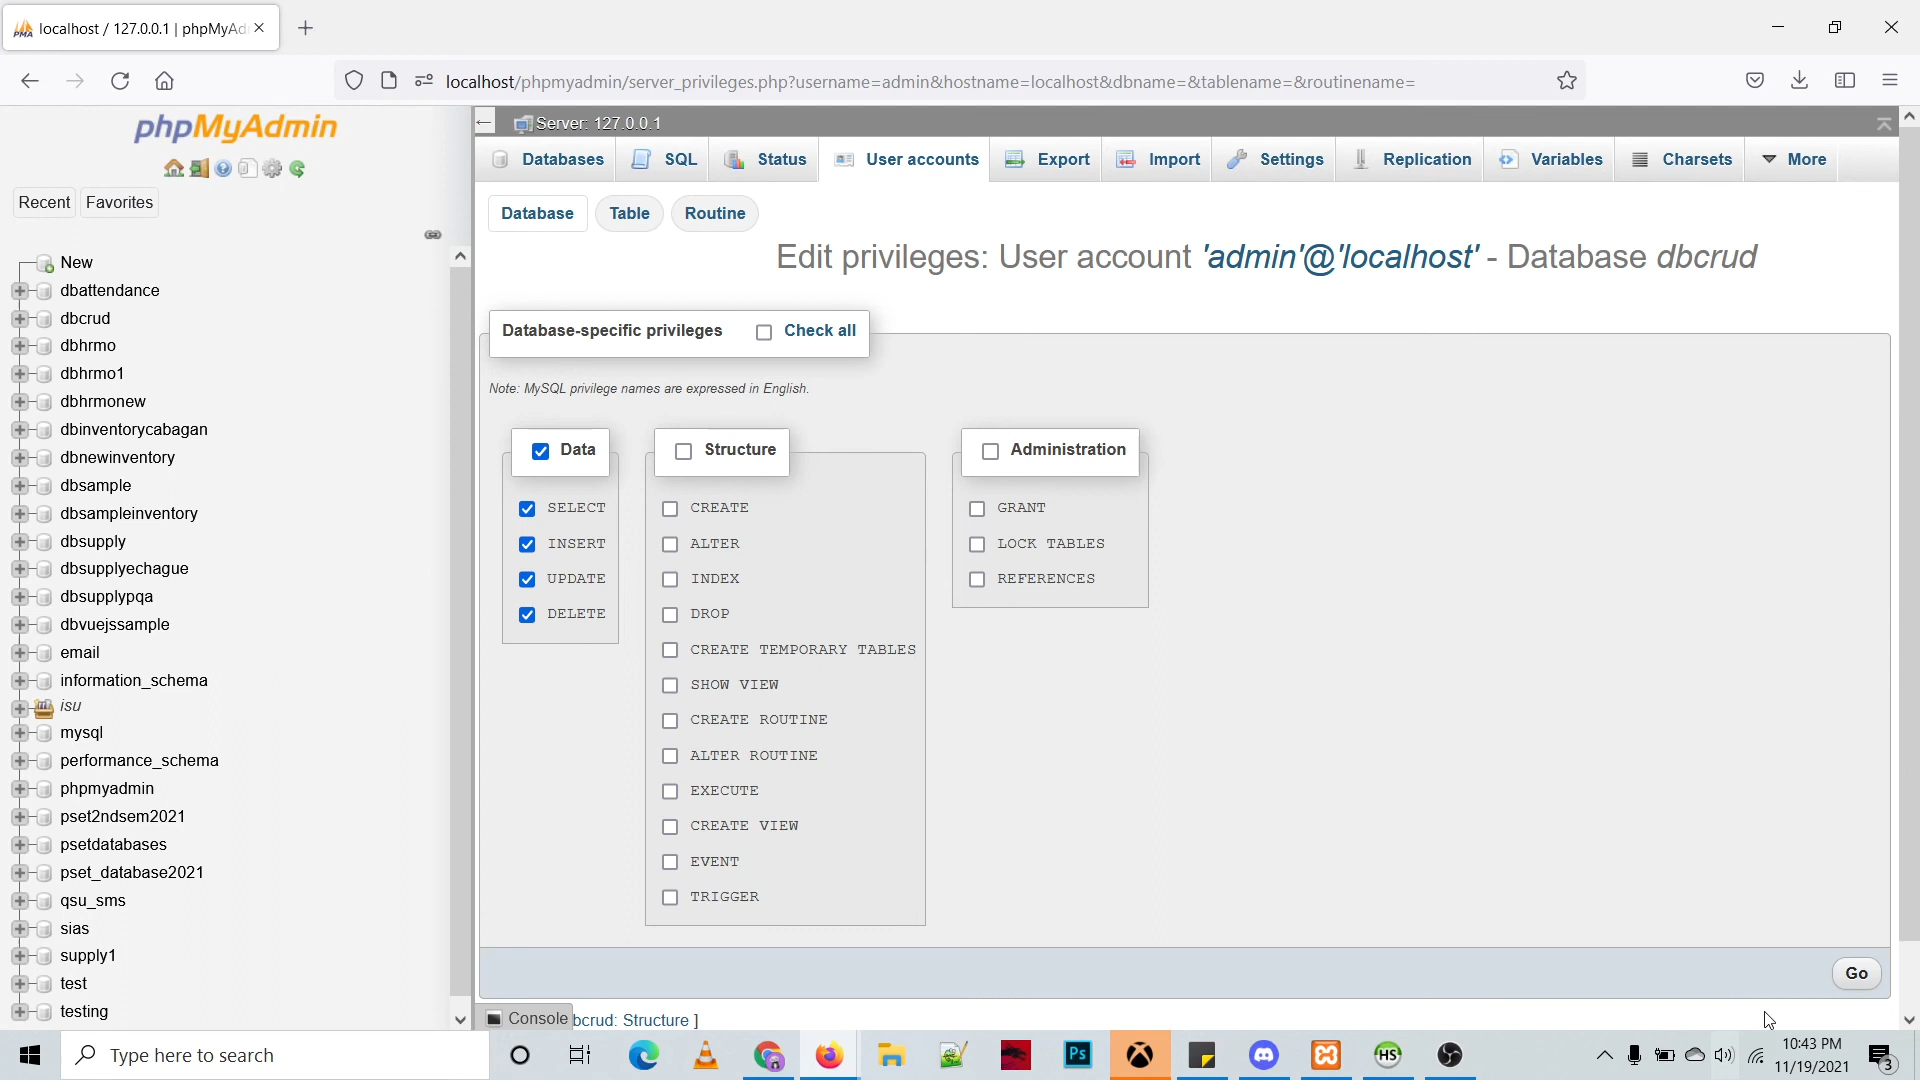 localhost / 127.0.0.1 | phpMyAd
localhost/phpmyadmin/server_privileges.php?username=admin&hostname=localhost&dbname=&tablename=&routinename=
phpMyAdmin
Recent Favorites
New
dbattendance
dbcrud
dbhrmo
dbhrmo1
dbhrmonew
dbinventorycabagan
dbnewinventory
dbsample
dbsampleinventory
dbsupply
dbsupplyechague
dbsupplypqa
dbvuejssample
email
information_schema
isu
mysql
performance_schema
phpmyadmin
pset2ndsem2021
psetdatabases
pset_database2021
qsu_sms
sias
supply1
test
testing
Server: 127.0.0.1
Databases SQL Status User accounts Export Import Settings Replication Variables Charsets More
Database Table Routine
Edit privileges: User account 'admin'@'localhost' - Database dbcrud
Database-specific privileges Check all
Note: MySQL privilege names are expressed in English.
Data
SELECT
INSERT
UPDATE
DELETE
Structure
CREATE
ALTER
INDEX
DROP
CREATE TEMPORARY TABLES
SHOW VIEW
CREATE ROUTINE
ALTER ROUTINE
EXECUTE
CREATE VIEW
EVENT
TRIGGER
Administration
GRANT
LOCK TABLES
REFERENCES
Go
Console bcrud: Structure ]
Type here to search
Ps
HS
10:43 PM
11/19/2021
3